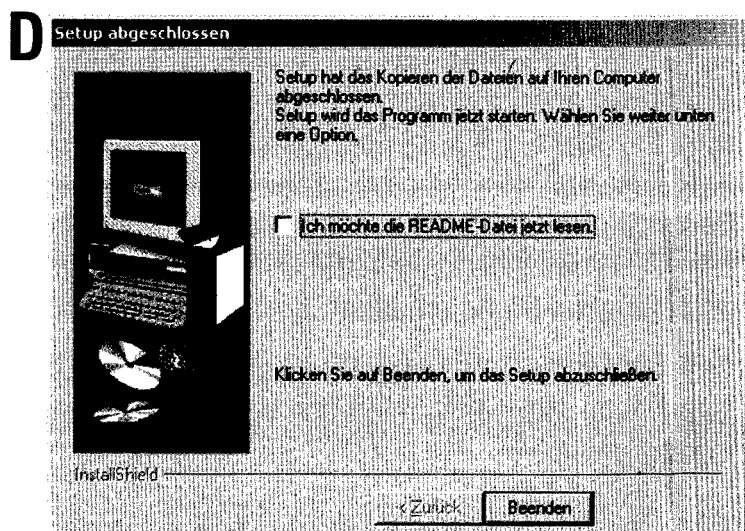 D
Setup abgeschlossen
Setup hat das Kopieren der Dateien auf Ihren Computer
abgeschlossen.
Setup wird das Programm jetzt starten. Wählen Sie weiter unten
eine Option.
Ich möchte die README-Datei jetzt lesen.
Klicken Sie auf Beenden, um das Setup abzuschließen.
InstallShield
< Zurück
Beenden